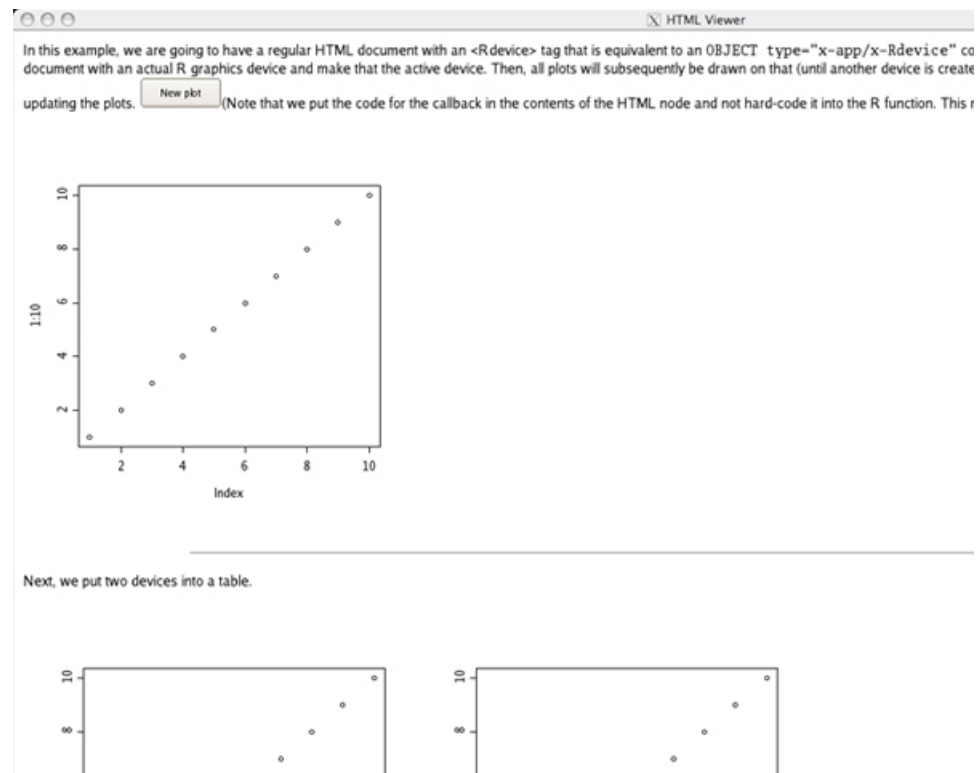 X HTML Viewer
In this example, we are going to have a regular HTML document with an <Rdevice> tag that is equivalent to an OBJECT type="x-app/x-Rdevice" co
document with an actual R graphics device and make that the active device. Then, all plots will subsequently be drawn on that (until another device is create
updating the plots. New plot (Note that we put the code for the callback in the contents of the HTML node and not hard-code it into the R function. This r
10
8
6
4
2
1:10
2 4 6 8 10
Index
Next, we put two devices into a table.
10 10
8 8